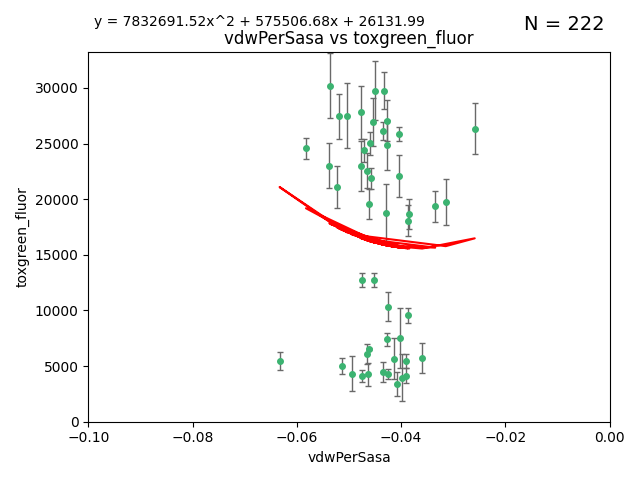 y = 7832691.52x^2 + 575506.68x + 26131.99
N = 222
vdwPerSasa vs toxgreen_fluor
30000
25000
20000
15000
10000
5000
0
toxgreen_fluor
−0.10
−0.08
−0.06
−0.04
−0.02
0.00
vdwPerSasa